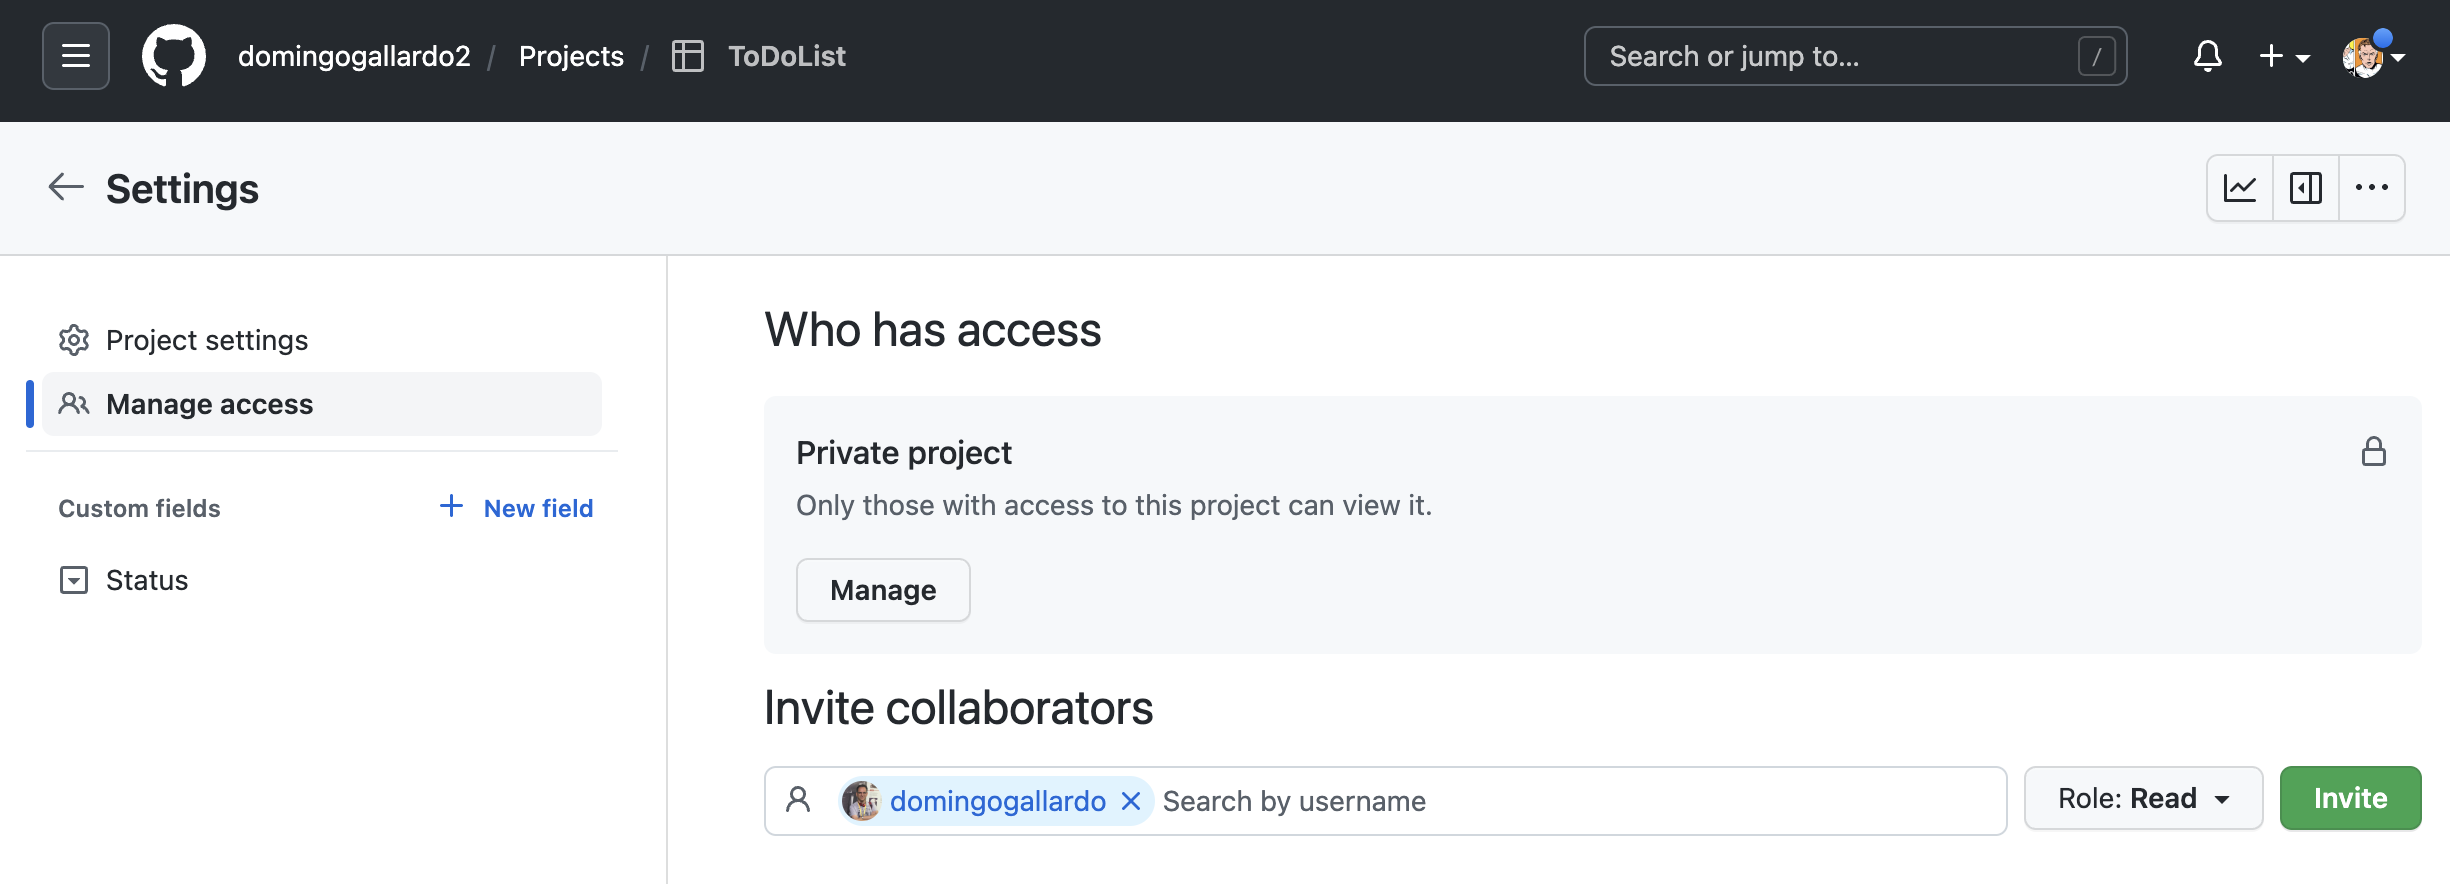 domingogallardo2 / Projects / ToDoList
Search or jump to... /
Settings
Project settings
Manage access
Custom fields
New field
Status
Who has access
Private project
Only those with access to this project can view it.
Manage
Invite collaborators
domingogallardo Search by username
Role: Read
Invite